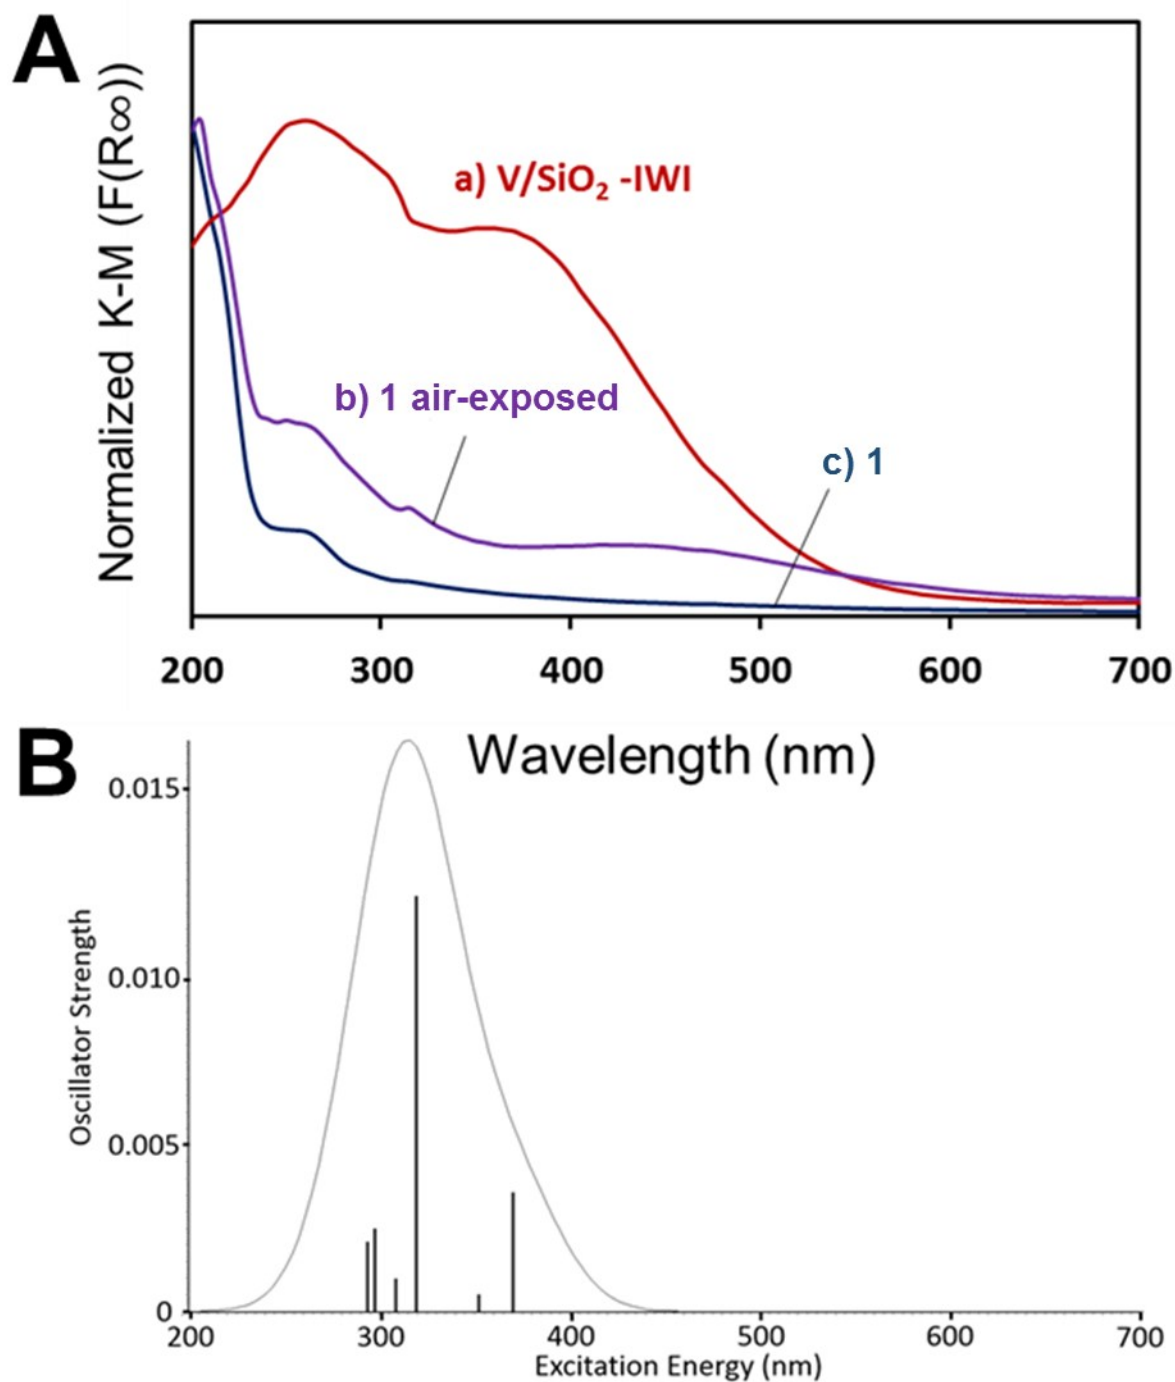 A
Normalized K-M (F(R∞))
a) V/SiO₂ -IWI
b) 1 air-exposed
c) 1
200 300 400 500 600 700
Wavelength (nm)
B
Oscillator Strength
0.015
0.010
0.005
0
200 300 400 500 600 700
Excitation Energy (nm)